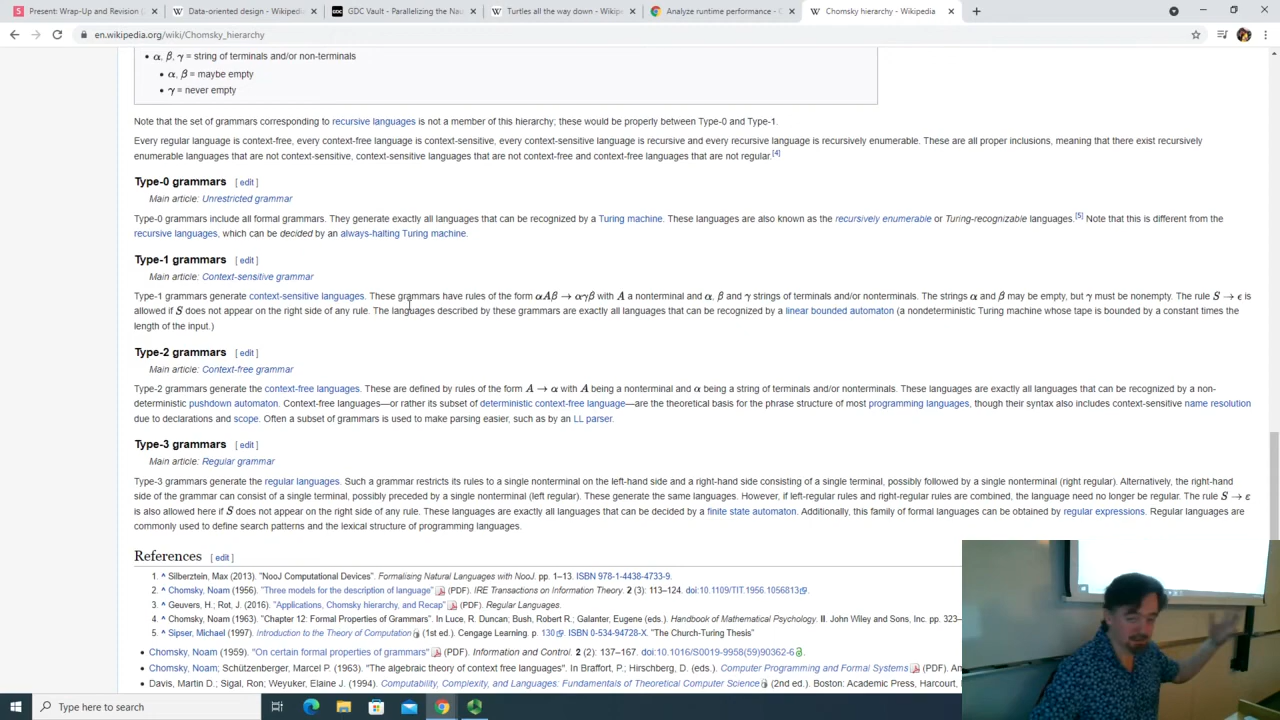 Present: Wrap-Up and Revision (
Data-oriented design - Wikipedi
GDC Vault - Parallelizing the Nau
Turtles all the way down - Wikipe
Analyze runtime performance - C
Chomsky hierarchy - Wikipedia
en.wikipedia.org/wiki/Chomsky_hierarchy
• α, β, γ = string of terminals and/or non-terminals
• α, β = maybe empty
• γ = never empty
Note that the set of grammars corresponding to recursive languages is not a member of this hierarchy; these would be properly between Type-0 and Type-1.
Every regular language is context-free, every context-free language is context-sensitive, every context-sensitive language is recursive and every recursive language is recursively enumerable. These are all proper inclusions, meaning that there exist recursively
enumerable languages that are not context-sensitive, context-sensitive languages that are not context-free and context-free languages that are not regular.[4]
Type-0 grammars [ edit ]
Main article: Unrestricted grammar
Type-0 grammars include all formal grammars. They generate exactly all languages that can be recognized by a Turing machine. These languages are also known as the recursively enumerable or Turing-recognizable languages.[5] Note that this is different from the
recursive languages, which can be decided by an always-halting Turing machine.
Type-1 grammars [ edit ]
Main article: Context-sensitive grammar
Type-1 grammars generate context-sensitive languages. These grammars have rules of the form αAβ → αγβ with A a nonterminal and α, β and γ strings of terminals and/or nonterminals. The strings α and β may be empty, but γ must be nonempty. The rule S → ϵ is
allowed if S does not appear on the right side of any rule. The languages described by these grammars are exactly all languages that can be recognized by a linear bounded automaton (a nondeterministic Turing machine whose tape is bounded by a constant times the
length of the input.)
Type-2 grammars [ edit ]
Main article: Context-free grammar
Type-2 grammars generate the context-free languages. These are defined by rules of the form A → α with A being a nonterminal and α being a string of terminals and/or nonterminals. These languages are exactly all languages that can be recognized by a non-
deterministic pushdown automaton. Context-free languages—or rather its subset of deterministic context-free language—are the theoretical basis for the phrase structure of most programming languages, though their syntax also includes context-sensitive name resolution
due to declarations and scope. Often a subset of grammars is used to make parsing easier, such as by an LL parser.
Type-3 grammars [ edit ]
Main article: Regular grammar
Type-3 grammars generate the regular languages. Such a grammar restricts its rules to a single nonterminal on the left-hand side and a right-hand side consisting of a single terminal, possibly followed by a single nonterminal (right regular). Alternatively, the right-hand
side of the grammar can consist of a single terminal, possibly preceded by a single nonterminal (left regular). These generate the same languages. However, if left-regular rules and right-regular rules are combined, the language need no longer be regular. The rule S → ϵ
is also allowed here if S does not appear on the right side of any rule. These languages are exactly all languages that can be decided by a finite state automaton. Additionally, this family of formal languages can be obtained by regular expressions. Regular languages are
commonly used to define search patterns and the lexical structure of programming languages.
References [ edit ]
1. ^ Silberztein, Max (2013). "NooJ Computational Devices". Formalising Natural Languages with NooJ. pp. 1–13. ISBN 978-1-4438-4733-9.
2. ^ Chomsky, Noam (1956). "Three models for the description of language" (PDF). IRE Transactions on Information Theory. 2 (3): 113–124. doi:10.1109/TIT.1956.1056813.
3. ^ Geuvers, H.; Rot, J. (2016). "Applications, Chomsky hierarchy, and Recap" (PDF). Regular Languages.
4. ^ Chomsky, Noam (1963). "Chapter 12: Formal Properties of Grammars". In Luce, R. Duncan; Bush, Robert R.; Galanter, Eugene (eds.). Handbook of Mathematical Psychology. II. John Wiley and Sons, Inc. pp. 323–
5. ^ Sipser, Michael (1997). Introduction to the Theory of Computation (1st ed.). Cengage Learning. p. 130. ISBN 0-534-94728-X. "The Church-Turing Thesis"
• Chomsky, Noam (1959). "On certain formal properties of grammars" (PDF). Information and Control. 2 (2): 137–167. doi:10.1016/S0019-9958(59)90362-6.
• Chomsky, Noam; Schützenberger, Marcel P. (1963). "The algebraic theory of context free languages". In Braffort, P.; Hirschberg, D. (eds.). Computer Programming and Formal Systems (PDF). Am
• Davis, Martin D.; Sigal, Ron; Weyuker, Elaine J. (1994). Computability, Complexity, and Languages: Fundamentals of Theoretical Computer Science (2nd ed.). Boston: Academic Press, Harcourt,
Type here to search